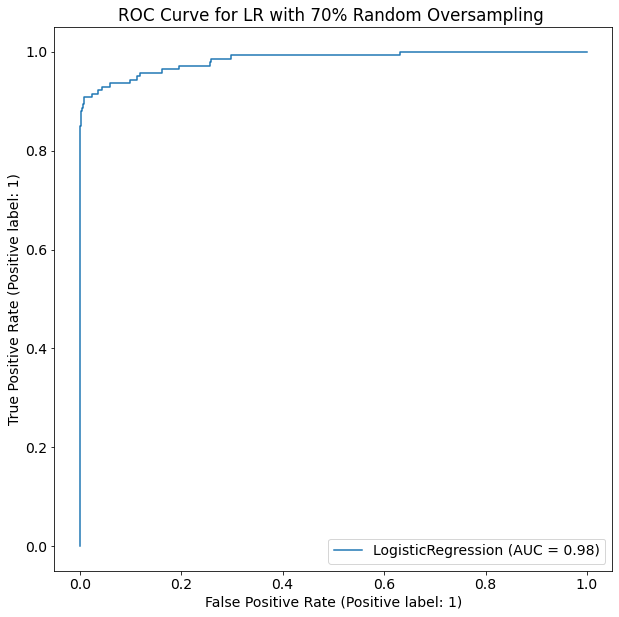 ROC Curve for LR with 70% Random Oversampling
1.0
0.8
0.6
0.4
0.2
0.0
True Positive Rate (Positive label: 1)
LogisticRegression (AUC = 0.98)
0.0 0.2 0.4 0.6 0.8 1.0
False Positive Rate (Positive label: 1)